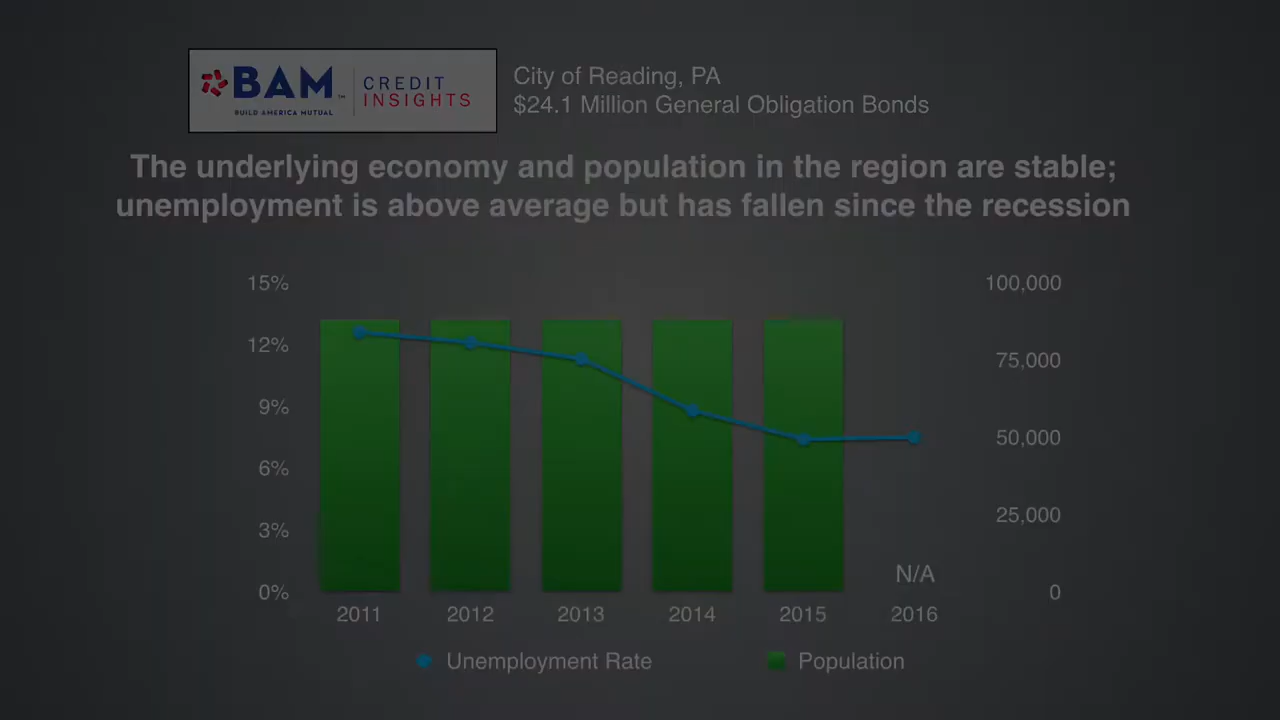 BAM™
BUILD AMERICA MUTUAL
CREDIT
INSIGHTS
City of Reading, PA
$24.1 Million General Obligation Bonds
The underlying economy and population in the region are stable;
unemployment is above average but has fallen since the recession
15%
12%
9%
6%
3%
0%
100,000
75,000
50,000
25,000
0
N/A
2011 2012 2013 2014 2015 2016
Unemployment Rate Population